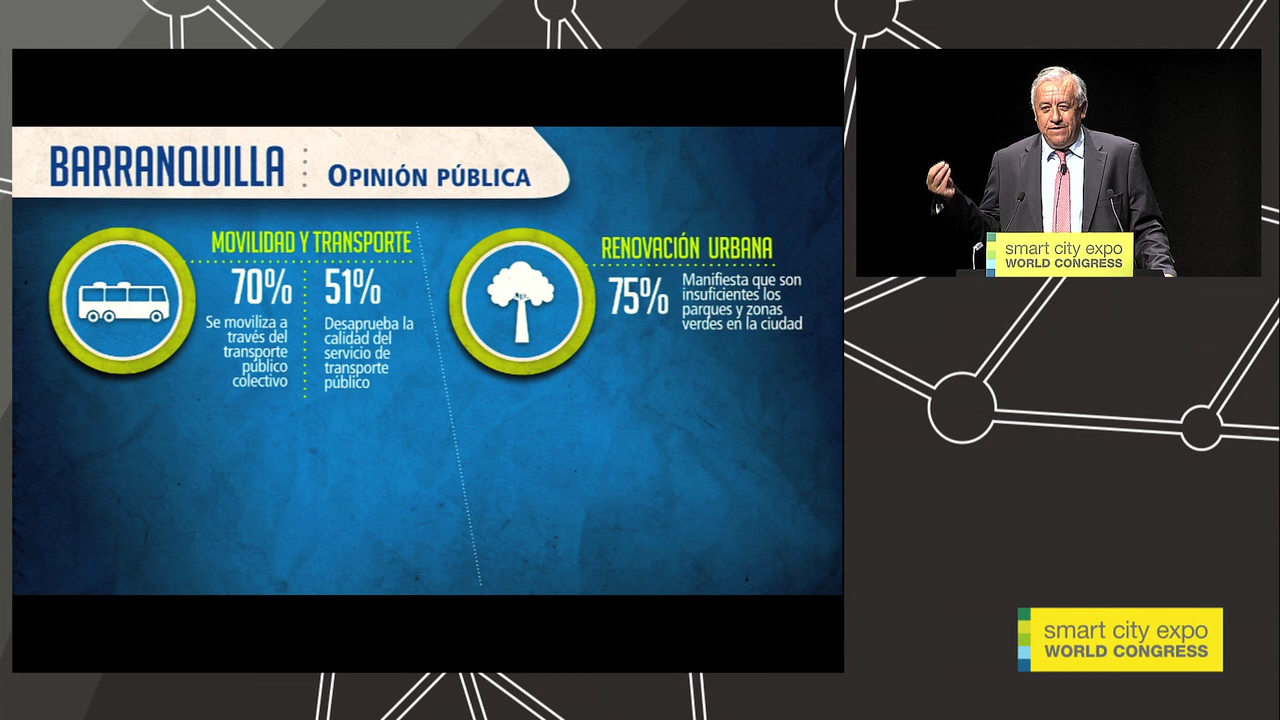 BARRANQUILLA
OPINIÓN PÚBLICA
MOVILIDAD Y TRANSPORTE
70%
Se moviliza a
través del
transporte
público
colectivo
51%
Desaprueba la
calidad del
servicio de
transporte
público
RENOVACIÓN URBANA
75%
Manifiesta que son
insuficientes los
parques y zonas
verdes en la ciudad
smart city expo
WORLD CONGRESS
smart city expo
WORLD CONGRESS